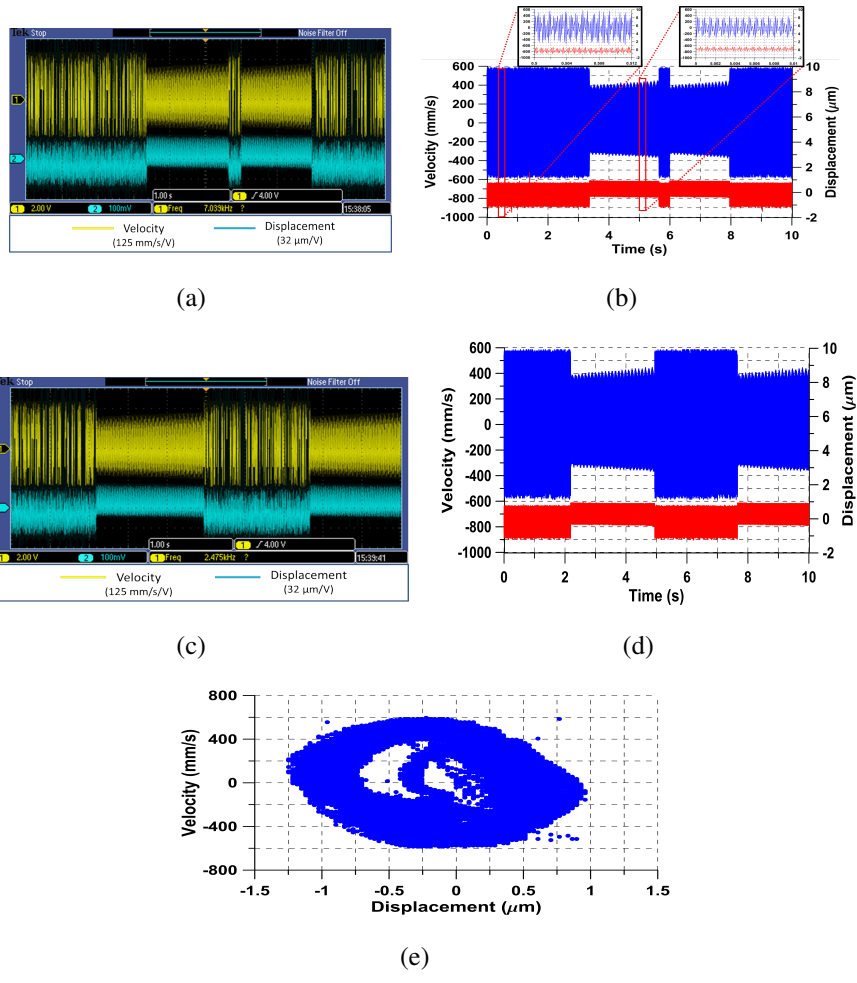 Tek Stop
Noise Filter Off
1
2
1.00 s
1 ∫ 4.00 V
1 2.00 V
2 100mV
1 Freq 7.039kHz ?
15:38:05
Velocity
(125 mm/s/V)
Displacement
(32 µm/V)
(a)
600
400
200
0
-200
-400
-600
-800
-1000
Velocity (mm/s)
10
8
6
4
2
0
-2
Displacement (µm)
0 2 4 6 8 10
Time (s)
(b)
Tek Stop
Noise Filter Off
1.00 s
1 ∫ 4.00 V
1 2.00 V
2 100mV
1 Freq 2.475kHz ?
15:39:41
Velocity
(125 mm/s/V)
Displacement
(32 µm/V)
(c)
600
400
200
0
-200
-400
-600
-800
-1000
Velocity (mm/s)
10
8
6
4
2
0
-2
Displacement (µm)
0 2 4 6 8 10
Time (s)
(d)
800
400
0
-400
-800
Velocity (mm/s)
-1.5 -1 -0.5 0 0.5 1 1.5
Displacement (µm)
(e)